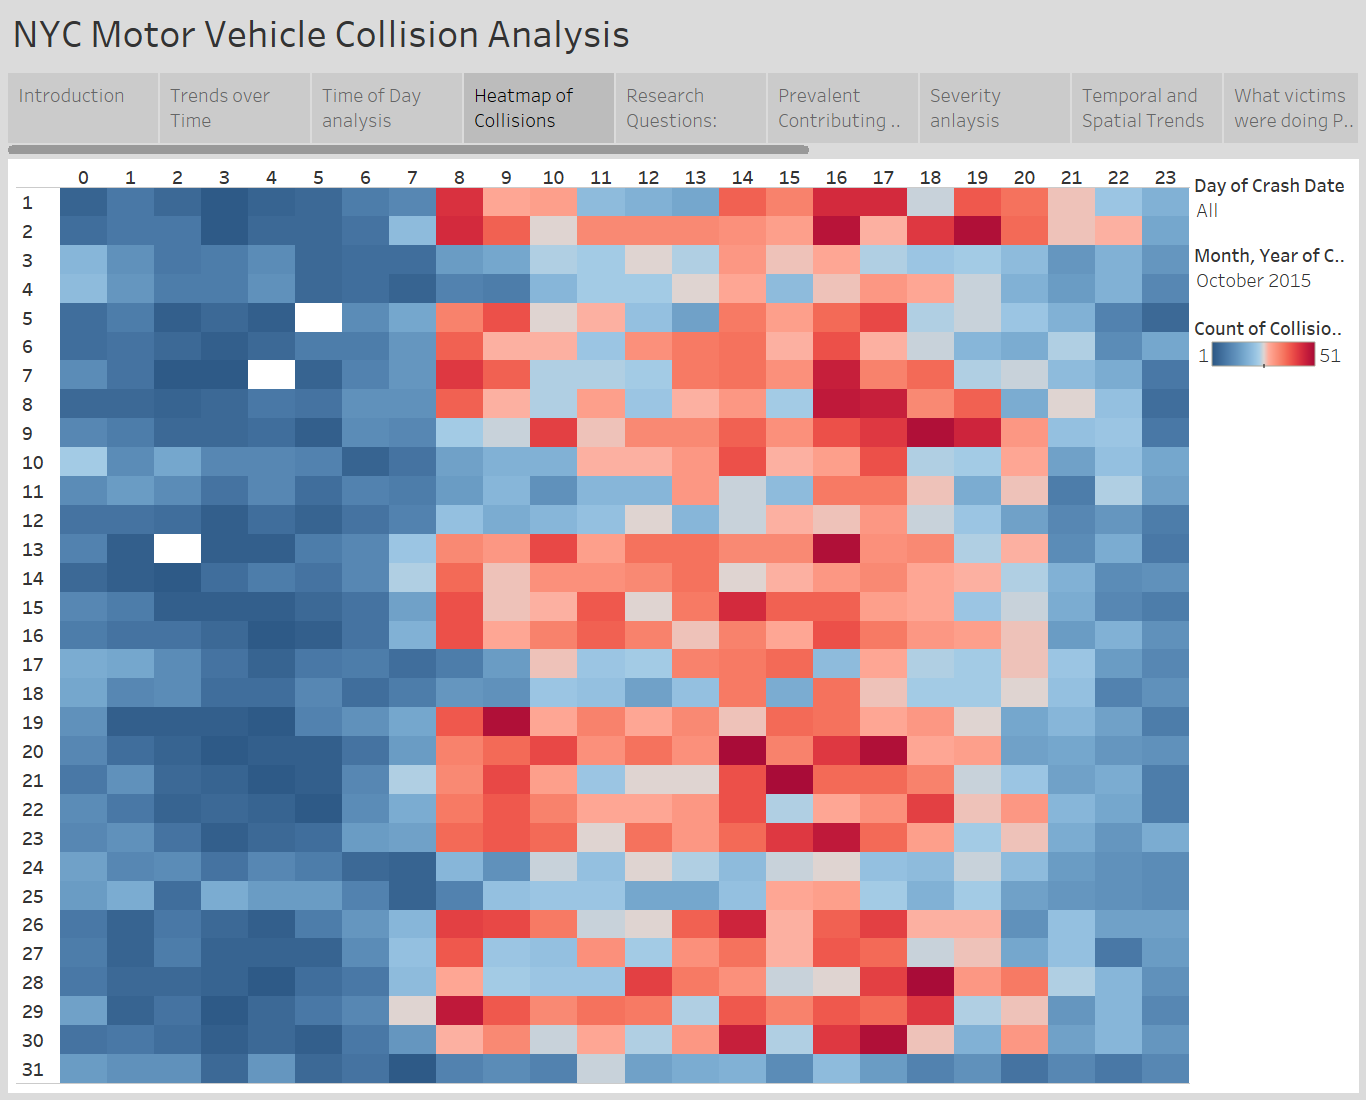 NYC Motor Vehicle Collision Analysis
Introduction
Trends over
Time
Time of Day
analysis
Heatmap of
Collisions
Research
Questions:
Prevalent
Contributing ..
Severity
anlaysis
Temporal and
Spatial Trends
What victims
were doing P..
0 1 2 3 4 5 6 7 8 9 10 11 12 13 14 15 16 17 18 19 20 21 22 23
1
2
3
4
5
6
7
8
9
10
11
12
13
14
15
16
17
18
19
20
21
22
23
24
25
26
27
28
29
30
31
Day of Crash Date
All
Month, Year of C..
October 2015
Count of Collisio..
1 51